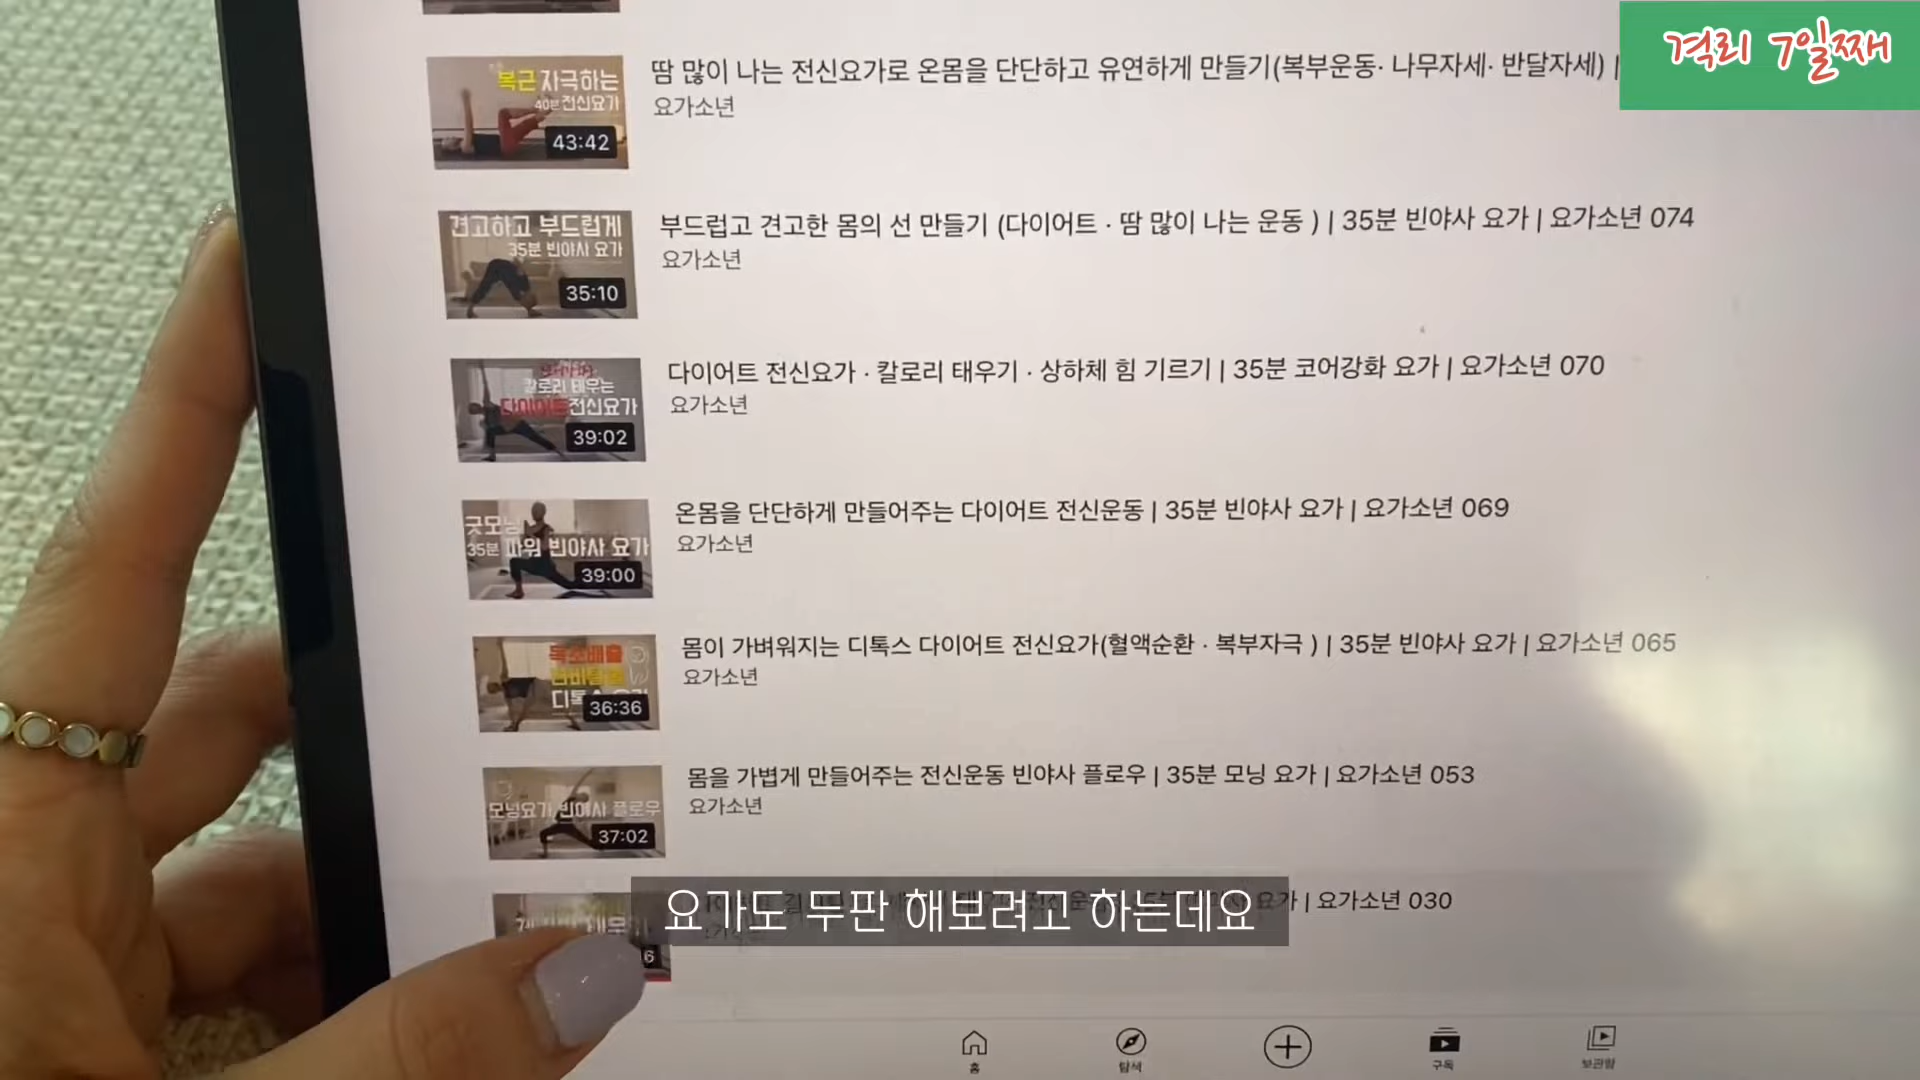 격리 7일째
복근 자극하는
40분 전신요가
43:42
땀 많이 나는 전신요가로 온몸을 단단하고 유연하게 만들기(복부운동· 나무자세· 반달자세) |
요가소년
견고하고 부드럽게
35분 빈야사 요가
35:10
부드럽고 견고한 몸의 선 만들기 (다이어트 · 땀 많이 나는 운동 ) | 35분 빈야사 요가 | 요가소년 074
요가소년
칼로리 태우는
다이어트전신요가
39:02
다이어트 전신요가 · 칼로리 태우기 · 상하체 힘 기르기 | 35분 코어강화 요가 | 요가소년 070
요가소년
굿모닝
35분 파워 빈야사 요가
39:00
온몸을 단단하게 만들어주는 다이어트 전신운동 | 35분 빈야사 요가 | 요가소년 069
요가소년
독소배출
36:36
몸이 가벼워지는 디톡스 다이어트 전신요가(혈액순환 · 복부자극 ) | 35분 빈야사 요가 | 요가소년 065
요가소년
모닝요가 빈야사 플로우
37:02
몸을 가볍게 만들어주는 전신운동 빈야사 플로우 | 35분 모닝 요가 | 요가소년 053
요가소년
요가 | 요가소년 030
요가도 두판 해보려고 하는데요
홈
탐색
구독
보관함